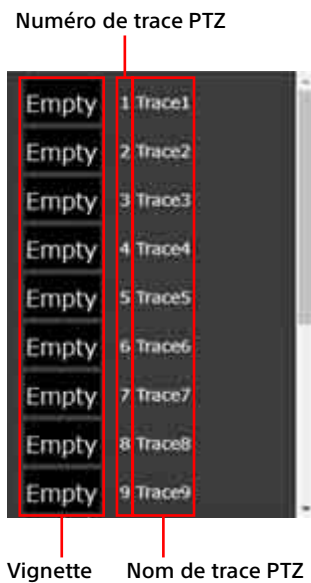 Numéro de trace PTZ
Empty 1 Trace1
Empty 2 Trace2
Empty 3 Trace3
Empty 4 Trace4
Empty 5 Trace5
Empty 6 Trace6
Empty 7 Trace7
Empty 8 Trace8
Empty 9 Trace9
Vignette Nom de trace PTZ